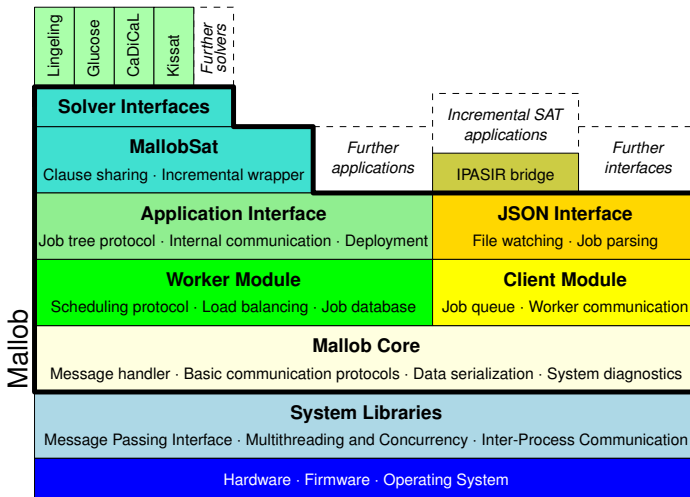 Lingeling
Glucose
CaDiCaL
Kissat
Further
solvers
Solver Interfaces
Incremental SAT
applications
MallobSat
Clause sharing · Incremental wrapper
Further
applications
IPASIR bridge
Further
interfaces
Application Interface
Job tree protocol · Internal communication · Deployment
JSON Interface
File watching · Job parsing
Worker Module
Scheduling protocol · Load balancing · Job database
Client Module
Job queue · Worker communication
Mallob
Mallob Core
Message handler · Basic communication protocols · Data serialization · System diagnostics
System Libraries
Message Passing Interface · Multithreading and Concurrency · Inter-Process Communication
Hardware · Firmware · Operating System